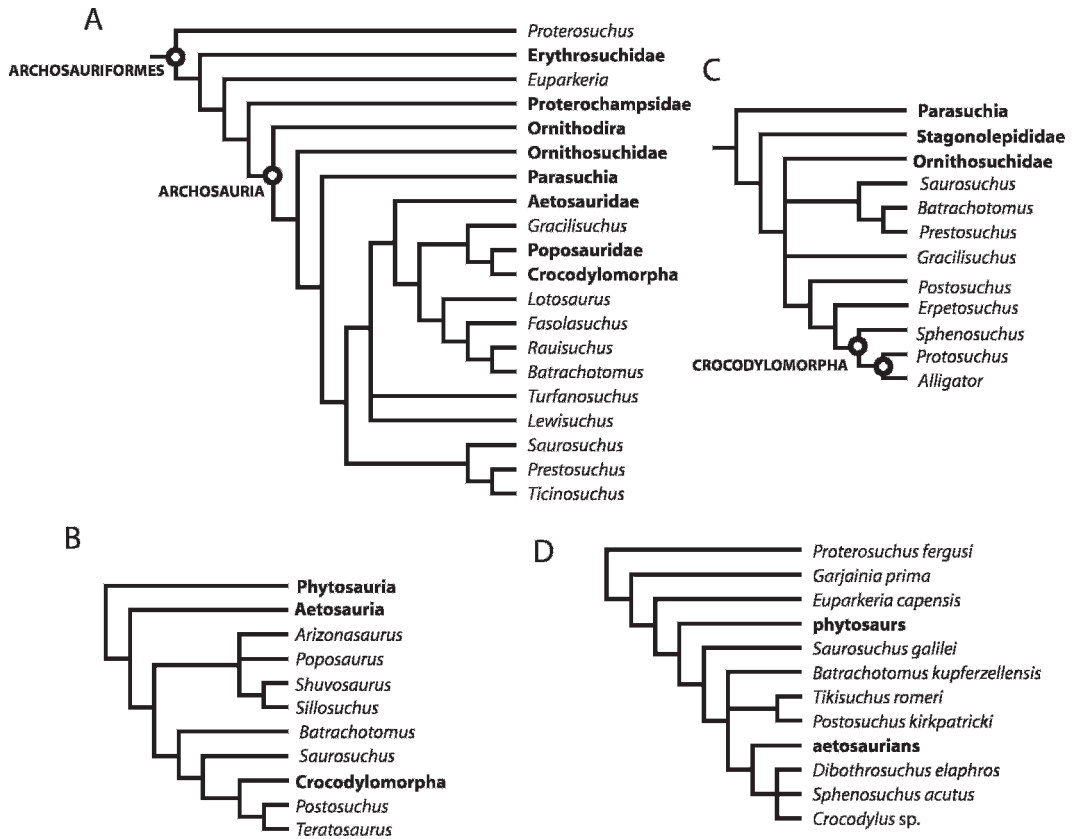 A
Proterosuchus
Erythrosuchidae
ARCHOSAURIFORMES
Euparkeria
Proterochampsidae
Ornithodira
Ornithosuchidae
ARCHOSAURIA
Parasuchia
Aetosauridae
Gracilisuchus
Poposauridae
Crocodylomorpha
Lotosaurus
Fasolasuchus
Rauisuchus
Batrachotomus
Turfanosuchus
Lewisuchus
Saurosuchus
Prestosuchus
Ticinosuchus
C
Parasuchia
Stagonolepididae
Ornithosuchidae
Saurosuchus
Batrachotomus
Prestosuchus
Gracilisuchus
Postosuchus
Erpetosuchus
Sphenosuchus
Protosuchus
CROCODYLOMORPHA
Alligator
B
Phytosauria
Aetosauria
Arizonasaurus
Poposaurus
Shuvosaurus
Sillosuchus
Batrachotomus
Saurosuchus
Crocodylomorpha
Postosuchus
Teratosaurus
D
Proterosuchus fergusi
Garjainia prima
Euparkeria capensis
phytosaurs
Saurosuchus galilei
Batrachotomus kupferzellensis
Tikisuchus romeri
Postosuchus kirkpatricki
aetosaurians
Dibothrosuchus elaphros
Sphenosuchus acutus
Crocodylus sp.